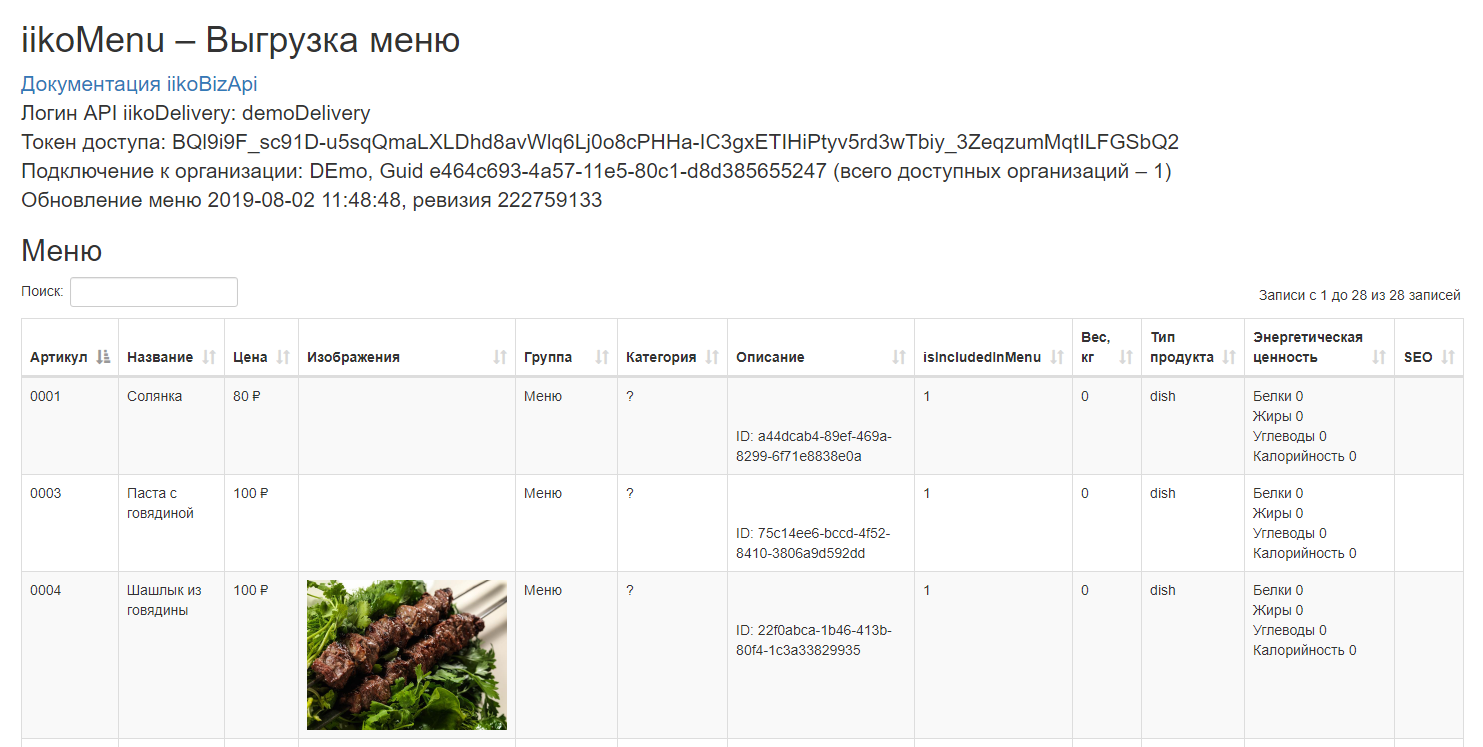 iikoMenu – Выгрузка меню
Документация iikoBizApi
Логин API iikoDelivery: demoDelivery
Токен доступа: BQl9i9F_sc91D-u5sqQmaLXLDhd8avWlq6Lj0o8cPHHa-IC3gxETlHiPtyv5rd3wTbiy_3ZeqzumMqtILFGSbQ2
Подключение к организации: DEmo, Guid e464c693-4a57-11e5-80c1-d8d385655247 (всего доступных организаций – 1)
Обновление меню 2019-08-02 11:48:48, ревизия 222759133
Меню
Поиск:
Записи с 1 до 28 из 28 записей
Артикул Название Цена Изображения Группа Категория Описание isIncludedInMenu Вес, кг Тип продукта Энергетическая ценность SEO
0001 Солянка 80 ₽ Меню ? 1 0 dish Белки 0
Жиры 0
ID: a44dcab4-89ef-469a- Углеводы 0
8299-6f71e8838e0a Калорийность 0
0003 Паста с 100 ₽ Меню ? 1 0 dish Белки 0
говядиной Жиры 0
ID: 75c14ee6-bccd-4f52- Углеводы 0
8410-3806a9d592dd Калорийность 0
0004 Шашлык из 100 ₽ Меню ? 1 0 dish Белки 0
говядины Жиры 0
ID: 22f0abca-1b46-413b- Углеводы 0
80f4-1c3a33829935 Калорийность 0